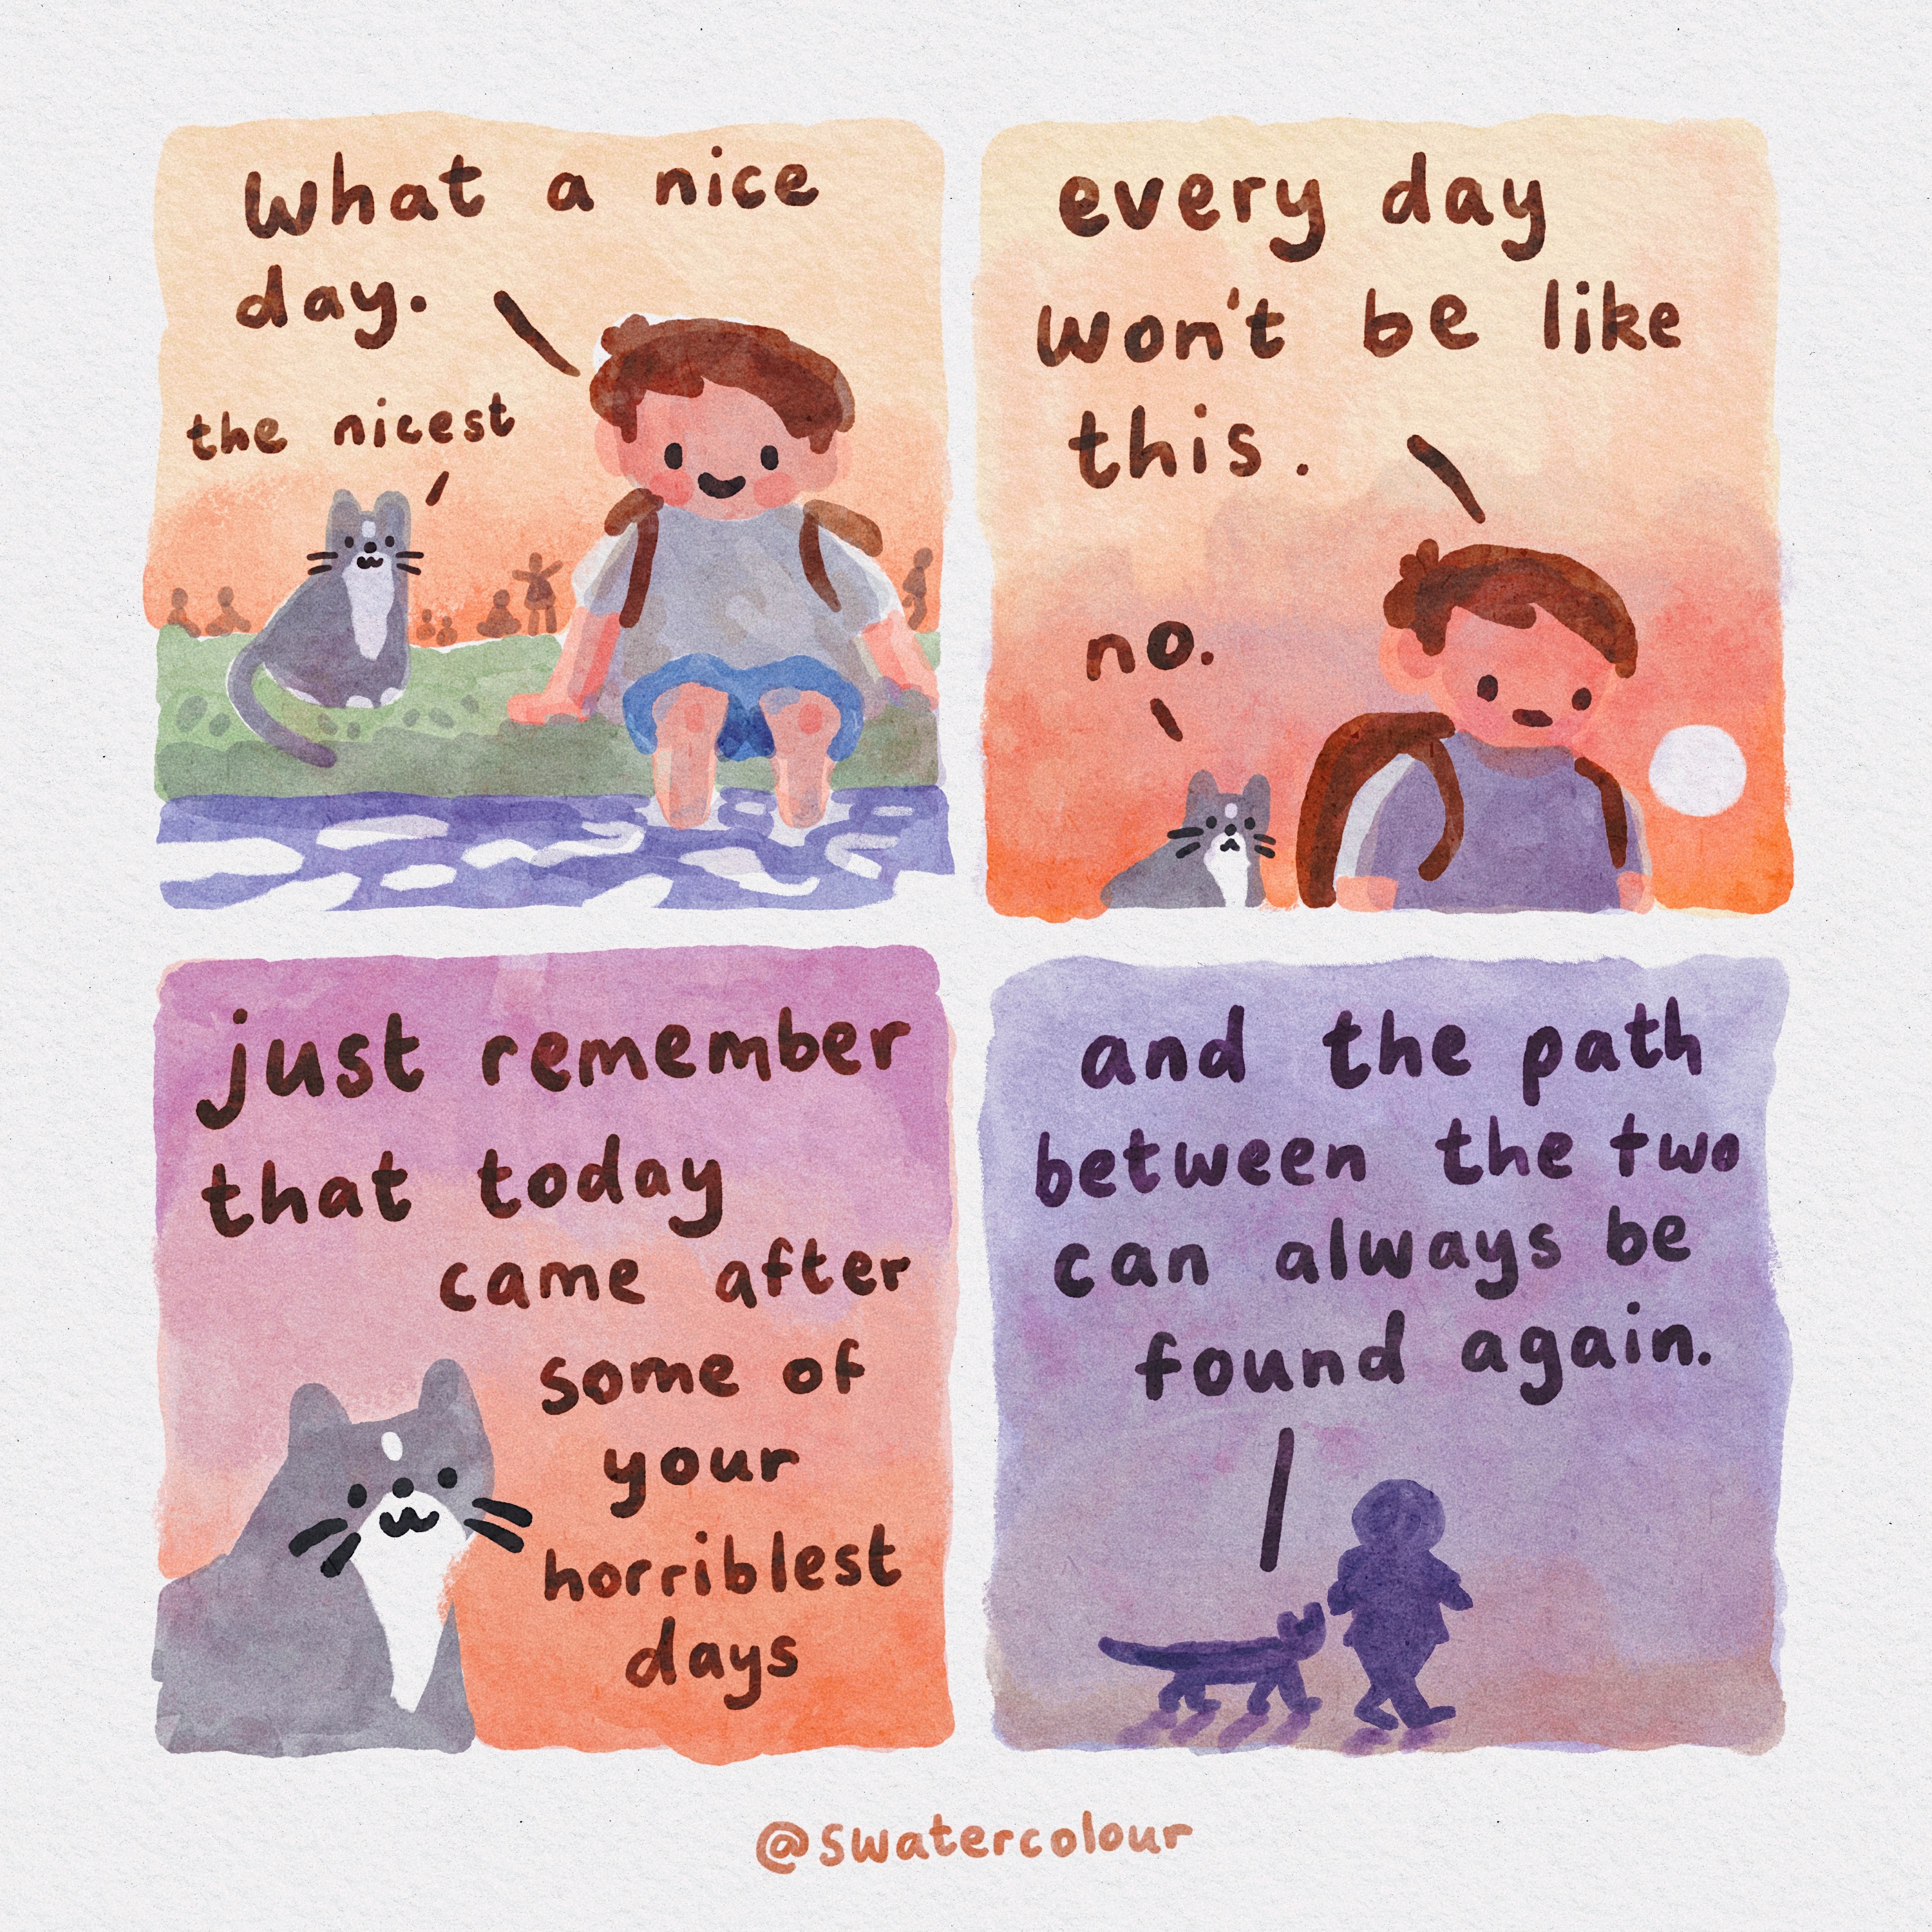 What a nice
day.
the nicest
every day
won't be like
this.
no.
just remember
that today
came after
some of
your
horriblest
days
and the path
between the two
can always be
found again.
@swatercolour